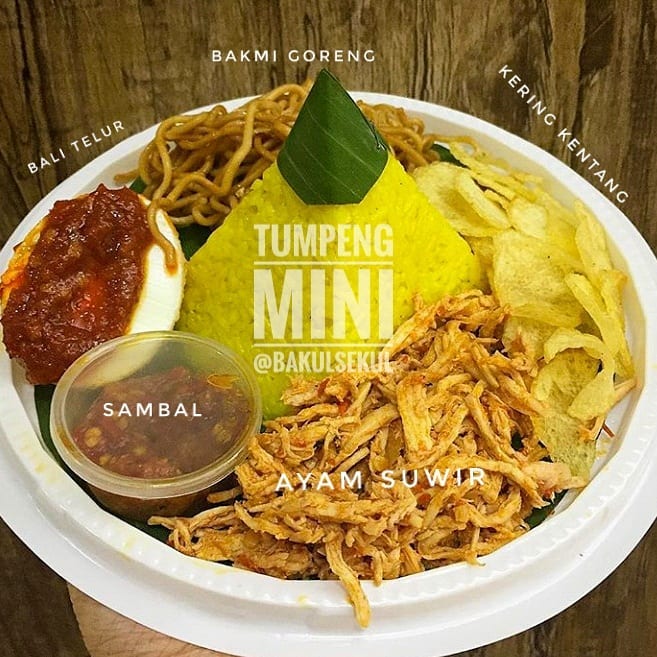 BAKMI GORENG
KERING KENTANG
BALI TELUR
TUMPENG
MINI
@BAKULSEKUL
SAMBAL
AYAM SUWIR